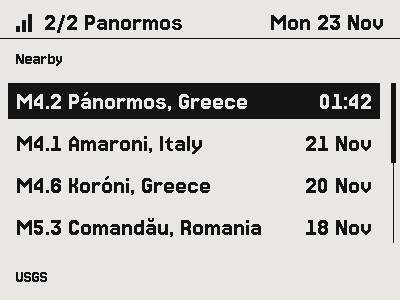 2/2 Panormos Mon 23 Nov
Nearby
M4.2 Pánormos, Greece 01:42
M4.1 Amaroni, Italy 21 Nov
M4.6 Koróni, Greece 20 Nov
M5.3 Comandău, Romania 18 Nov
USGS